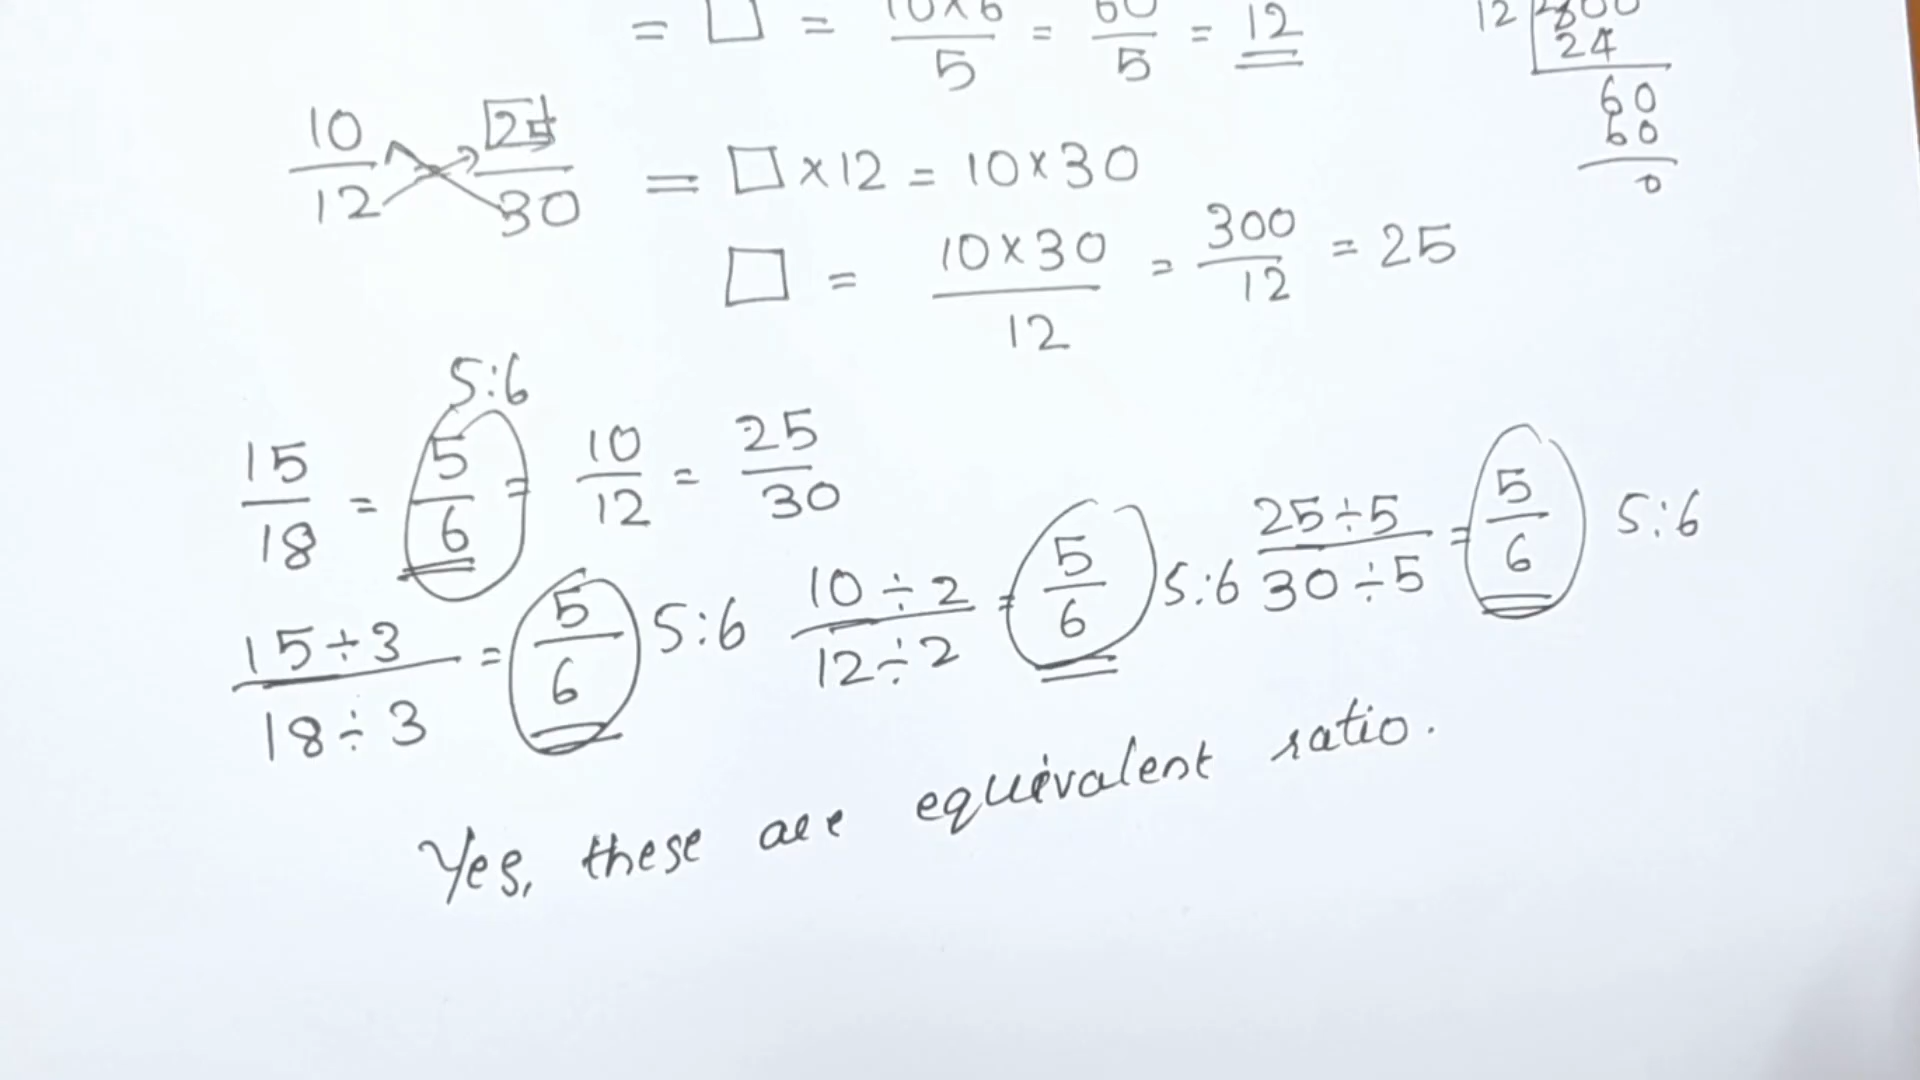 = □ = 10×6/5 = 60/5 = 12
12 300
24
60
60
0
10/12 25/30 = □ × 12 = 10×30
□ = 10×30/12 = 300/12 = 25
5:6
15/18 = 5/6 = 10/12 = 25/30
15÷3/18÷3 = 5/6 5:6 10÷2/12÷2 = 5/6 5:6 25÷5/30÷5 = 5/6 5:6
Yes, these are equivalent ratio.